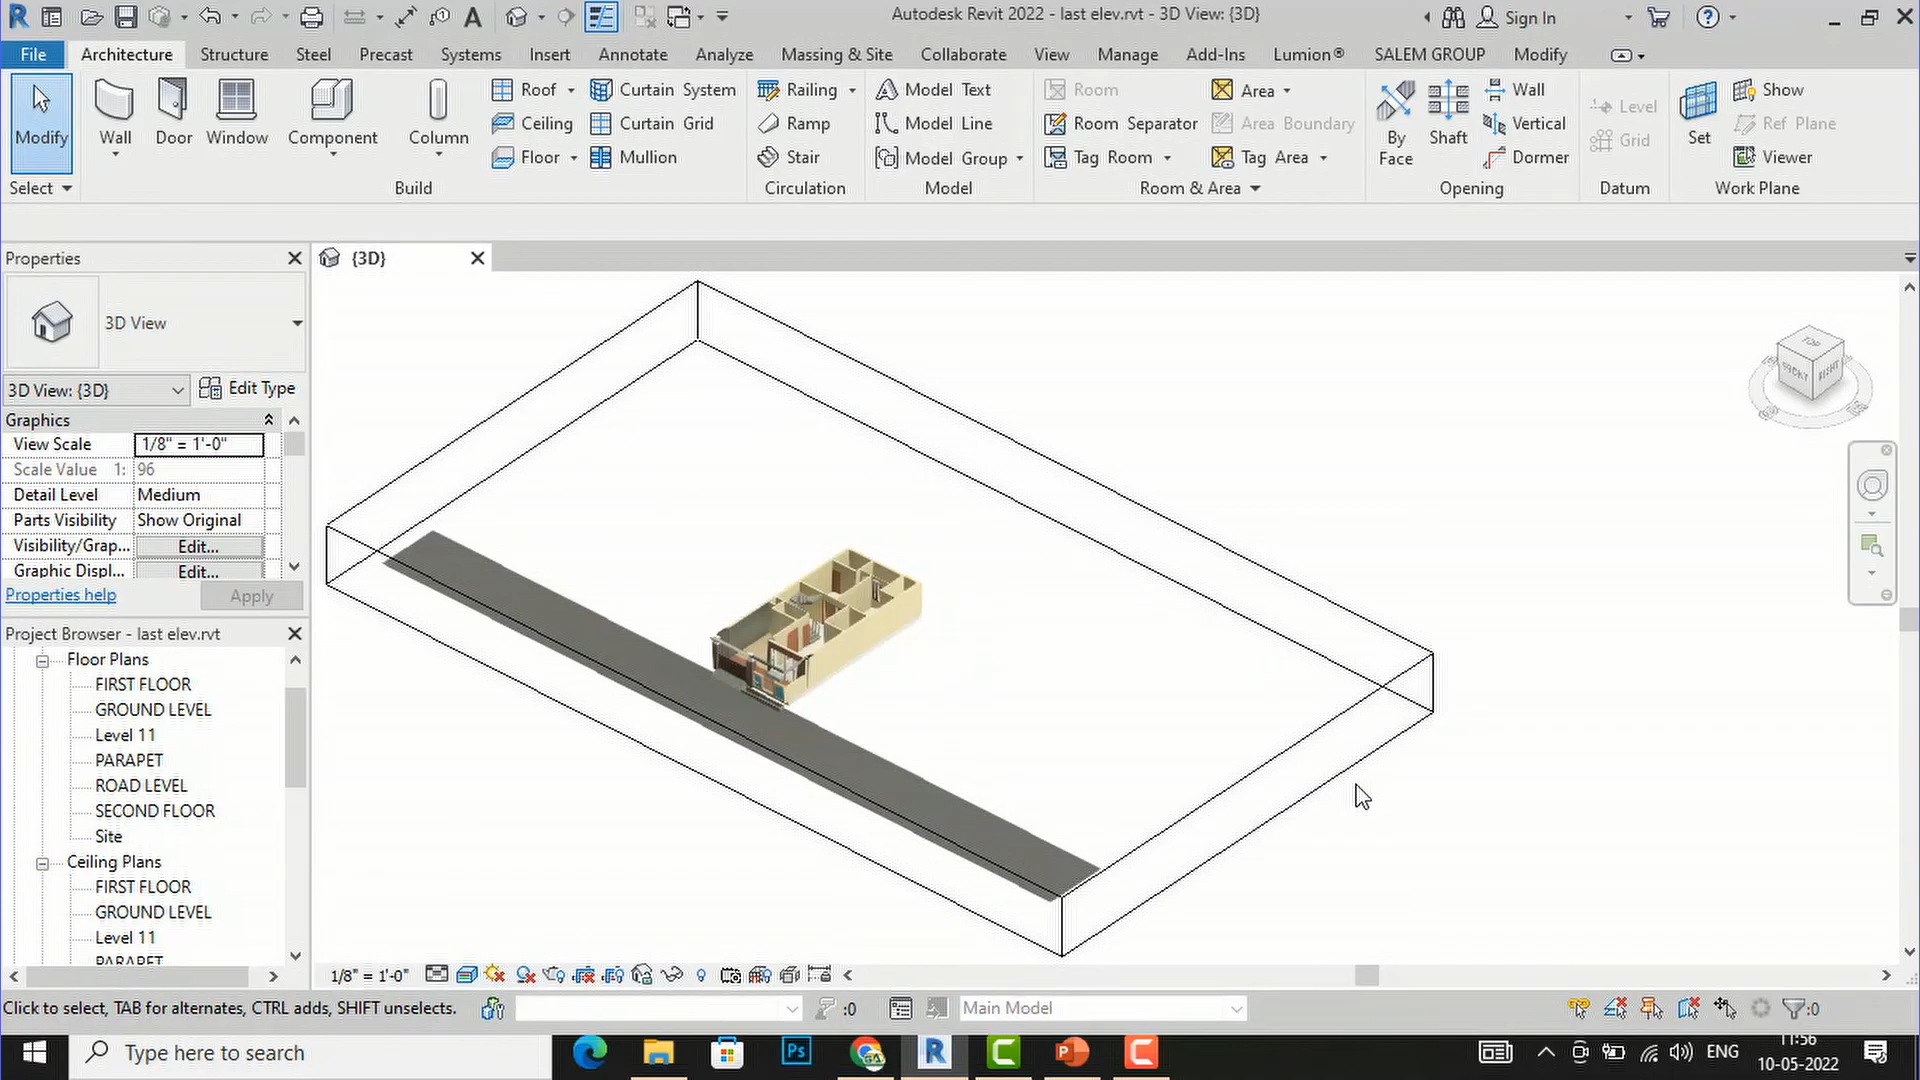 Autodesk Revit 2022 - last elev.rvt - 3D View: {3D}
Sign In
File Architecture Structure Steel Precast Systems Insert Annotate Analyze Massing & Site Collaborate View Manage Add-Ins Lumion® SALEM GROUP Modify
Modify
Wall
Door
Window
Component
Column
Roof
Ceiling
Floor
Curtain System
Curtain Grid
Mullion
Railing
Ramp
Stair
Model Text
Model Line
Model Group
Room
Room Separator
Tag Room
Area
Area Boundary
Tag Area
By Face
Shaft
Wall
Vertical
Dormer
Level
Grid
Set
Show
Ref Plane
Viewer
Select Build Circulation Model Room & Area Opening Datum Work Plane
Properties
{3D}
3D View
3D View: {3D} Edit Type
Graphics
View Scale 1/8" = 1'-0"
Scale Value 1: 96
Detail Level Medium
Parts Visibility Show Original
Visibility/Grap... Edit...
Graphic Displ... Edit...
Properties help Apply
Project Browser - last elev.rvt
Floor Plans
FIRST FLOOR
GROUND LEVEL
Level 11
PARAPET
ROAD LEVEL
SECOND FLOOR
Site
Ceiling Plans
FIRST FLOOR
GROUND LEVEL
Level 11
PARAPET
TOP
FRONT
RIGHT
1/8" = 1'-0"
Click to select, TAB for alternates, CTRL adds, SHIFT unselects.
:0
Main Model
:0
Type here to search
Ps
ENG
11:56
10-05-2022